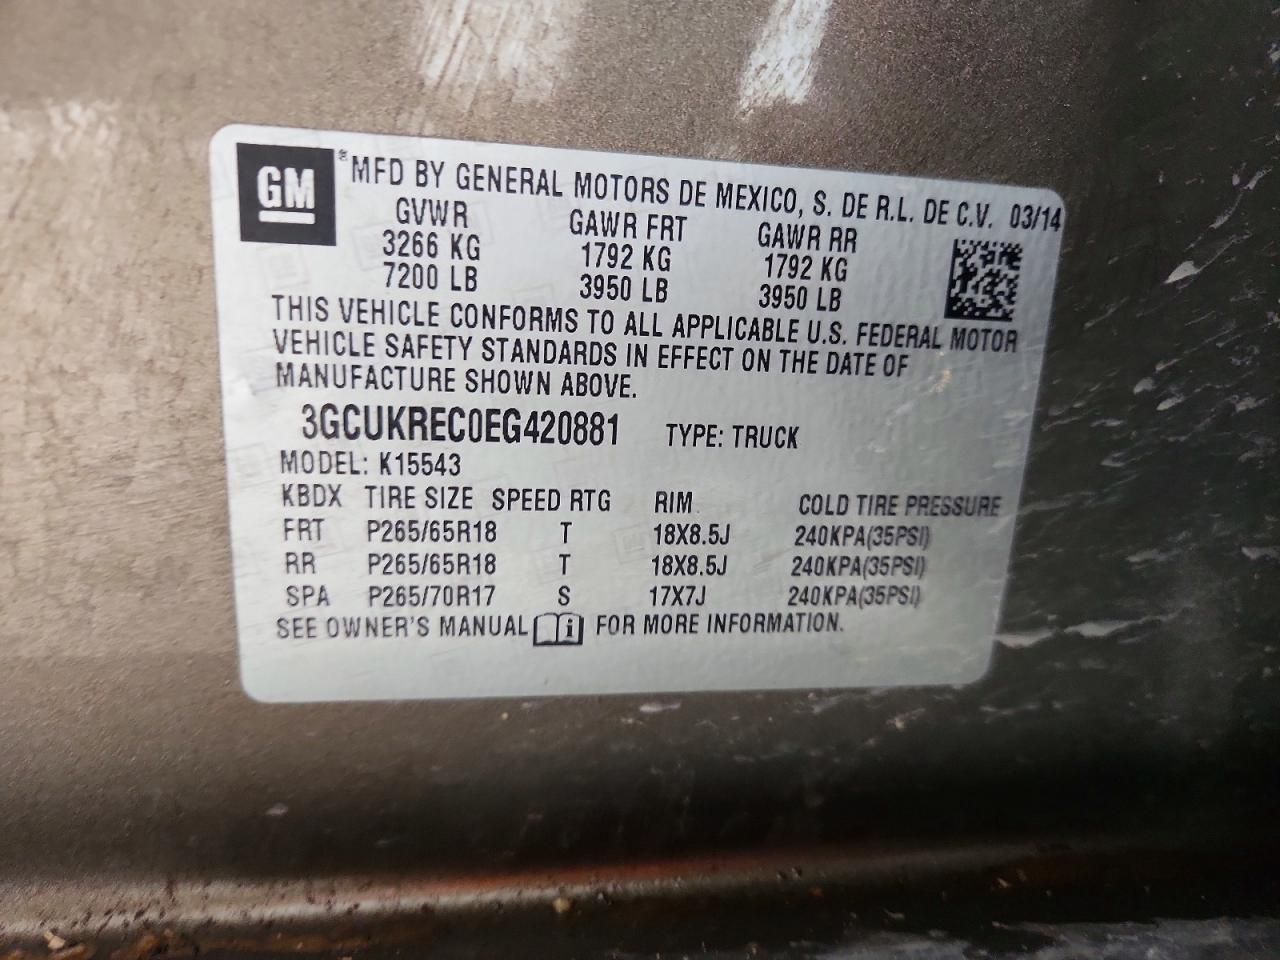 GM ® MFD BY GENERAL MOTORS DE MEXICO, S. DE R.L. DE C.V. 03/14
GVWR GAWR FRT GAWR RR
3266 KG 1792 KG 1792 KG
7200 LB 3950 LB 3950 LB
THIS VEHICLE CONFORMS TO ALL APPLICABLE U.S. FEDERAL MOTOR
VEHICLE SAFETY STANDARDS IN EFFECT ON THE DATE OF
MANUFACTURE SHOWN ABOVE.
3GCUKREC0EG420881 TYPE: TRUCK
MODEL: K15543
KBDX TIRE SIZE SPEED RTG RIM COLD TIRE PRESSURE
FRT P265/65R18 T 18X8.5J 240KPA(35PSI)
RR P265/65R18 T 18X8.5J 240KPA(35PSI)
SPA P265/70R17 S 17X7J 240KPA(35PSI)
SEE OWNER'S MANUAL i FOR MORE INFORMATION.